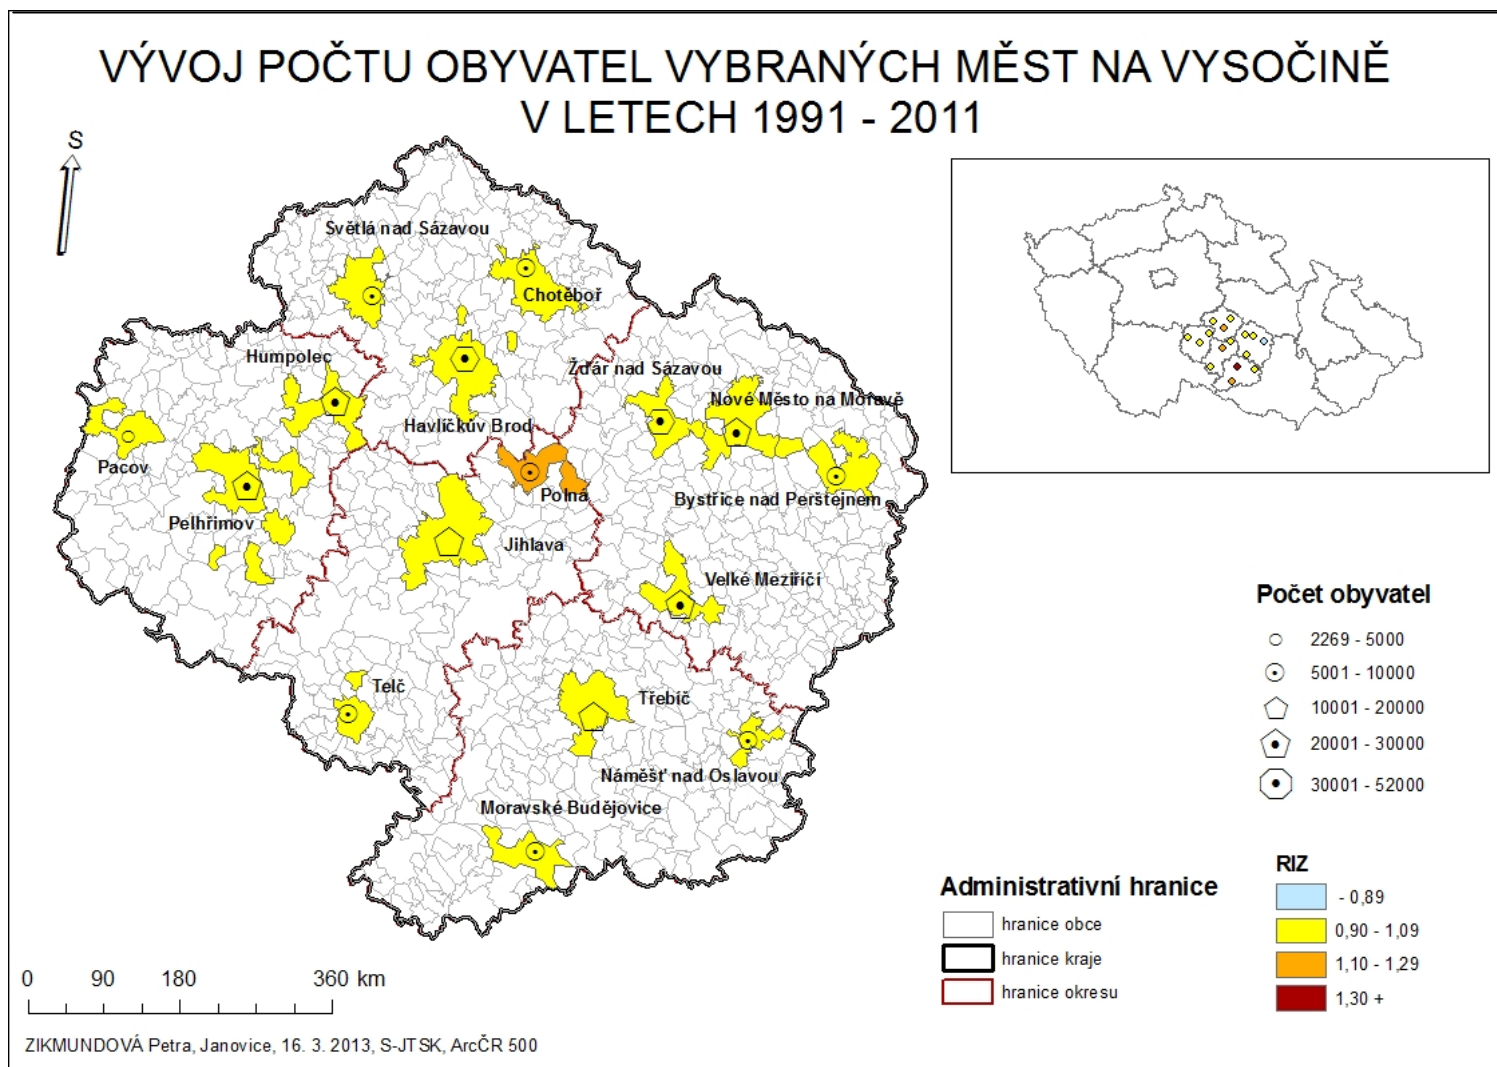 VÝVOJ POČTU OBYVATEL VYBRANÝCH MĚST NA VYSOČINĚ
V LETECH 1991 - 2011
S
Světlá nad Sázavou
Chotěboř
Humpolec
Žďár nad Sázavou
Nové Město na Moravě
Havlíčkův Brod
Pacov
Polná
Bystřice nad Perštejnem
Pelhřimov
Jihlava
Velké Meziříčí
Telč
Třebíč
Náměšť nad Oslavou
Moravské Budějovice
Počet obyvatel
2269 - 5000
5001 - 10000
10001 - 20000
20001 - 30000
30001 - 52000
Administrativní hranice
hranice obce
hranice kraje
hranice okresu
RIZ
- 0,89
0,90 - 1,09
1,10 - 1,29
1,30 +
0 90 180 360 km
ZIKMUNDOVÁ Petra, Janovice, 16. 3. 2013, S-JTSK, ArcČR 500